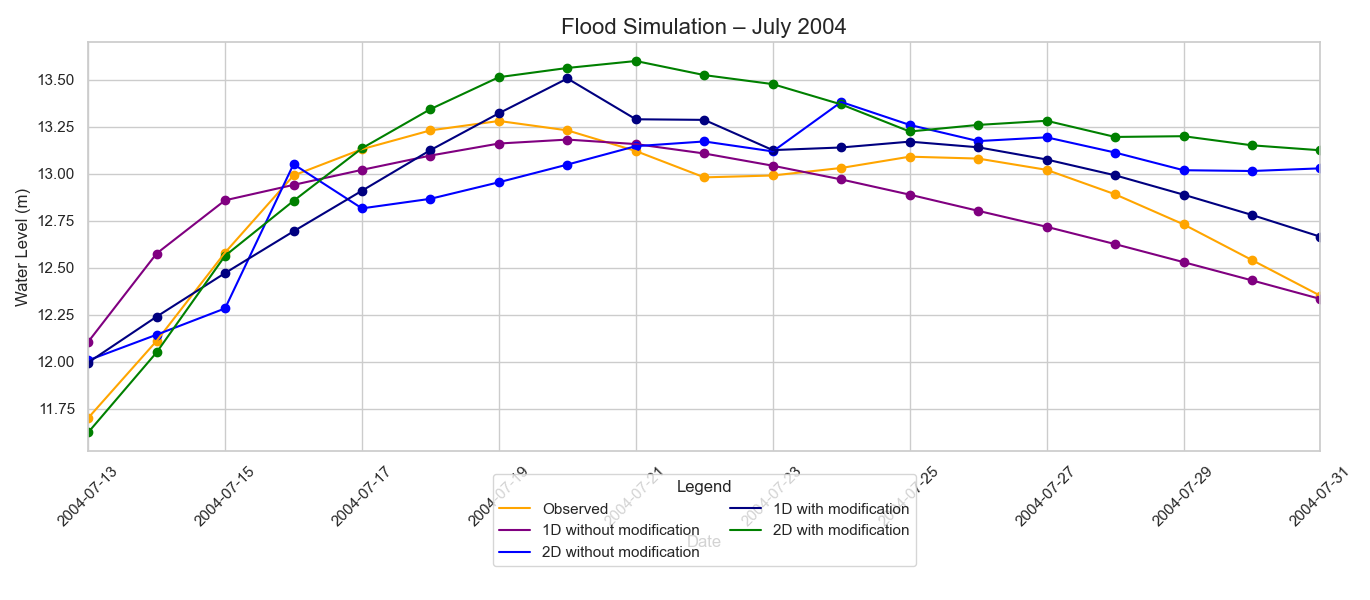 Flood Simulation – July 2004
Water Level (m)
13.50
13.25
13.00
12.75
12.50
12.25
12.00
11.75
2004-07-13
2004-07-15
2004-07-17
2004-07-19
2004-07-21
2004-07-23
2004-07-25
2004-07-27
2004-07-29
2004-07-31
Date
Legend
Observed
1D without modification
2D without modification
1D with modification
2D with modification